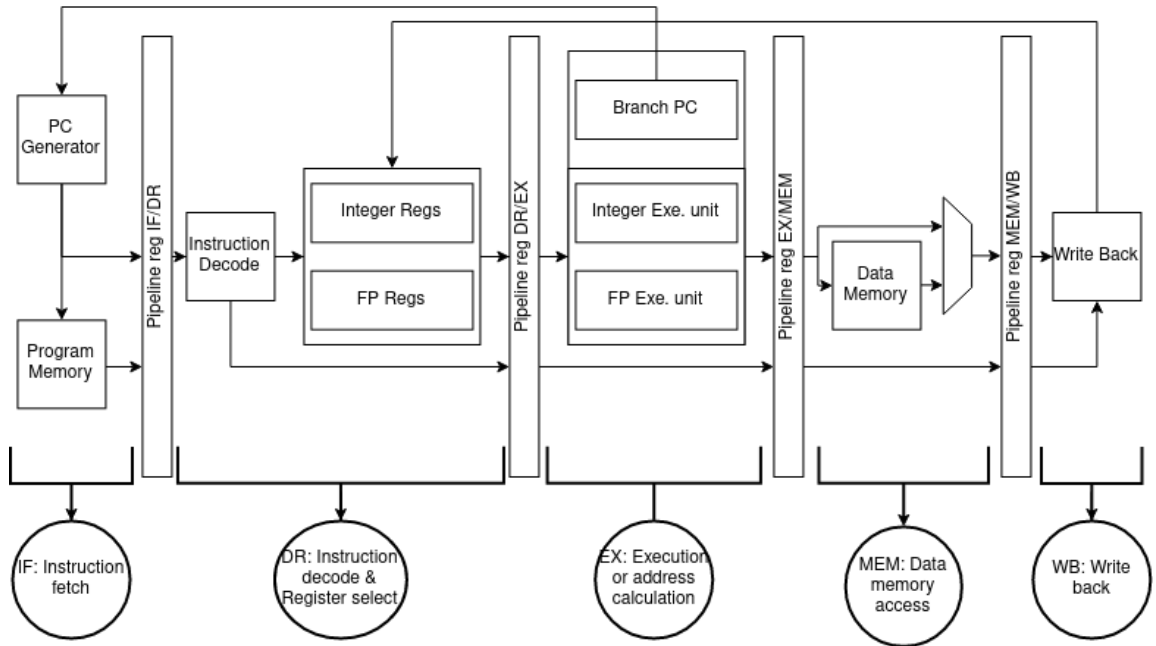 PC
Generator
Program
Memory
Pipeline reg IF/DR
Instruction
Decode
Integer Regs
FP Regs
Pipeline reg DR/EX
Branch PC
Integer Exe. unit
FP Exe. unit
Pipeline reg EX/MEM
Data
Memory
Pipeline reg MEM/WB
Write Back
IF: Instruction
fetch
DR: Instruction
decode &
Register select
EX: Execution
or address
calculation
MEM: Data
memory
access
WB: Write
back